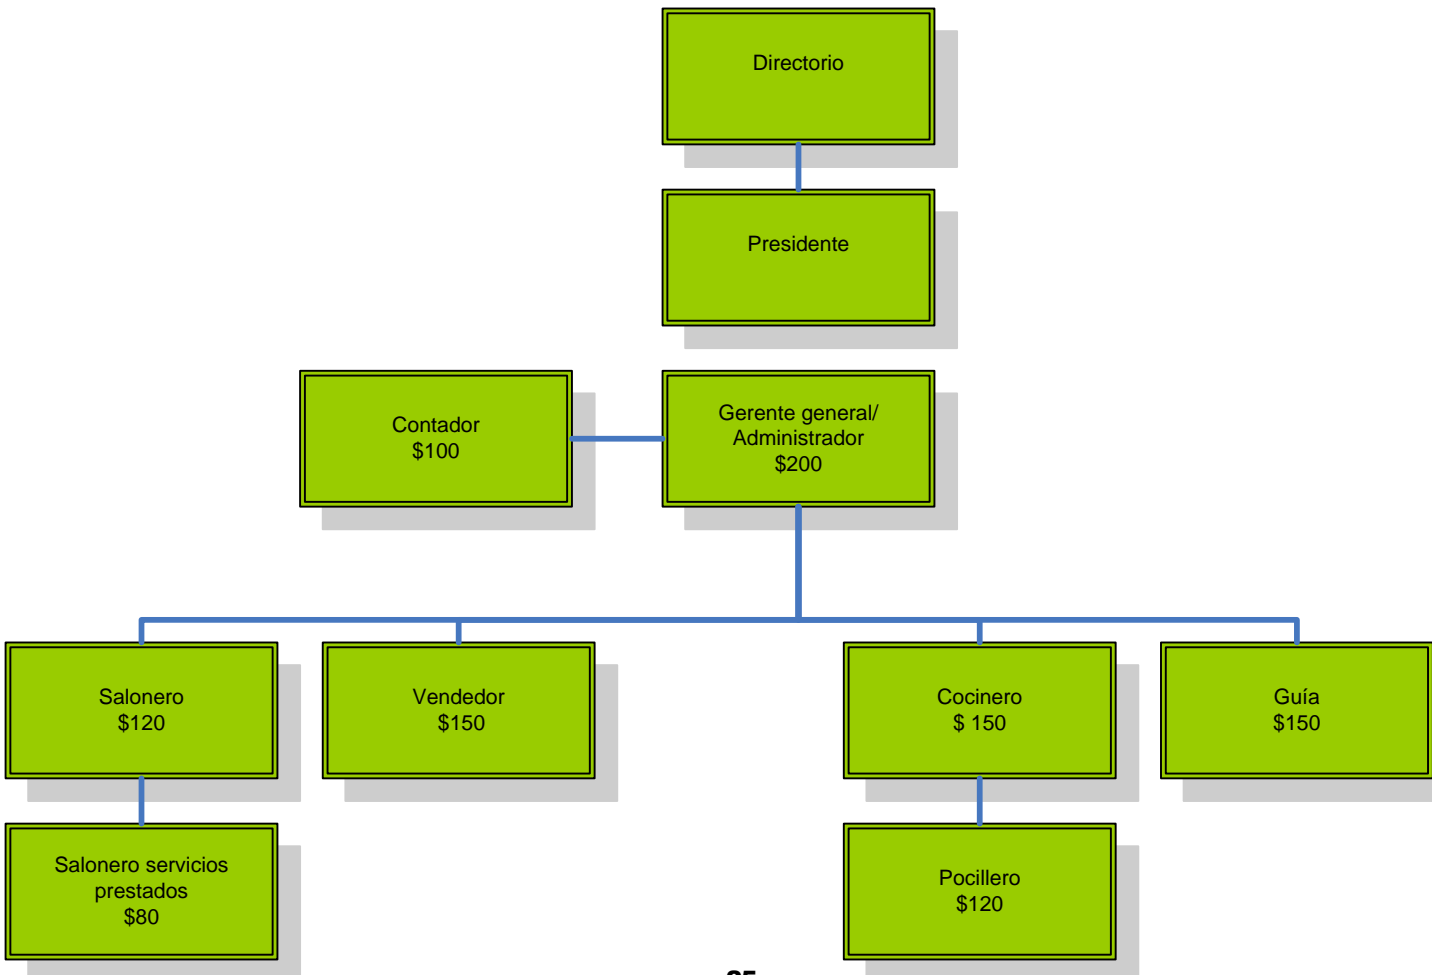 Directorio
Presidente
Contador
$100
Gerente general/
Administrador
$200
Salonero
$120
Vendedor
$150
Cocinero
$ 150
Guía
$150
Salonero servicios
prestados
$80
Pocillero
$120